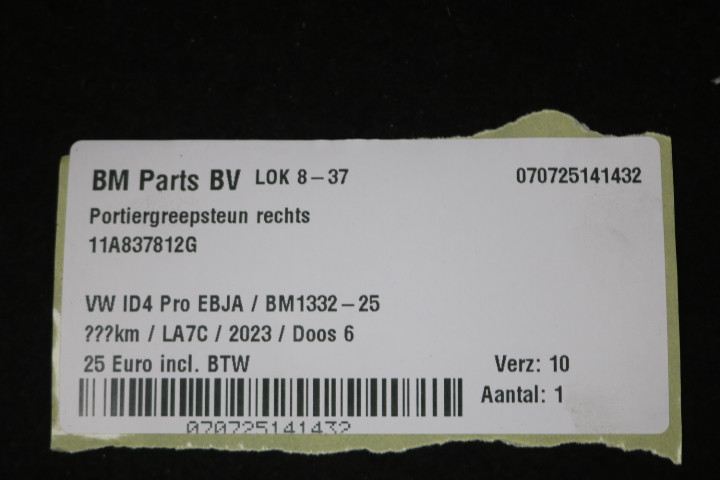 BM Parts BV LOK 8-37 070725141432
Portiergreepsteun rechts
11A837812G
VW ID4 Pro EBJA / BM1332-25
???km / LA7C / 2023 / Doos 6
25 Euro incl. BTW Verz: 10
Aantal: 1
070725141432